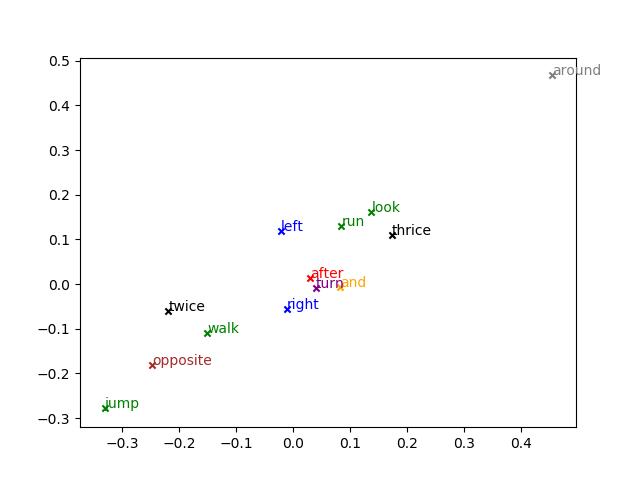 0.5
around
0.4
0.3
0.2
look
run
left
thrice
0.1
after
0.0
turn
and
twice
right
walk
−0.1
opposite
−0.2
jump
−0.3
−0.3 −0.2 −0.1 0.0 0.1 0.2 0.3 0.4